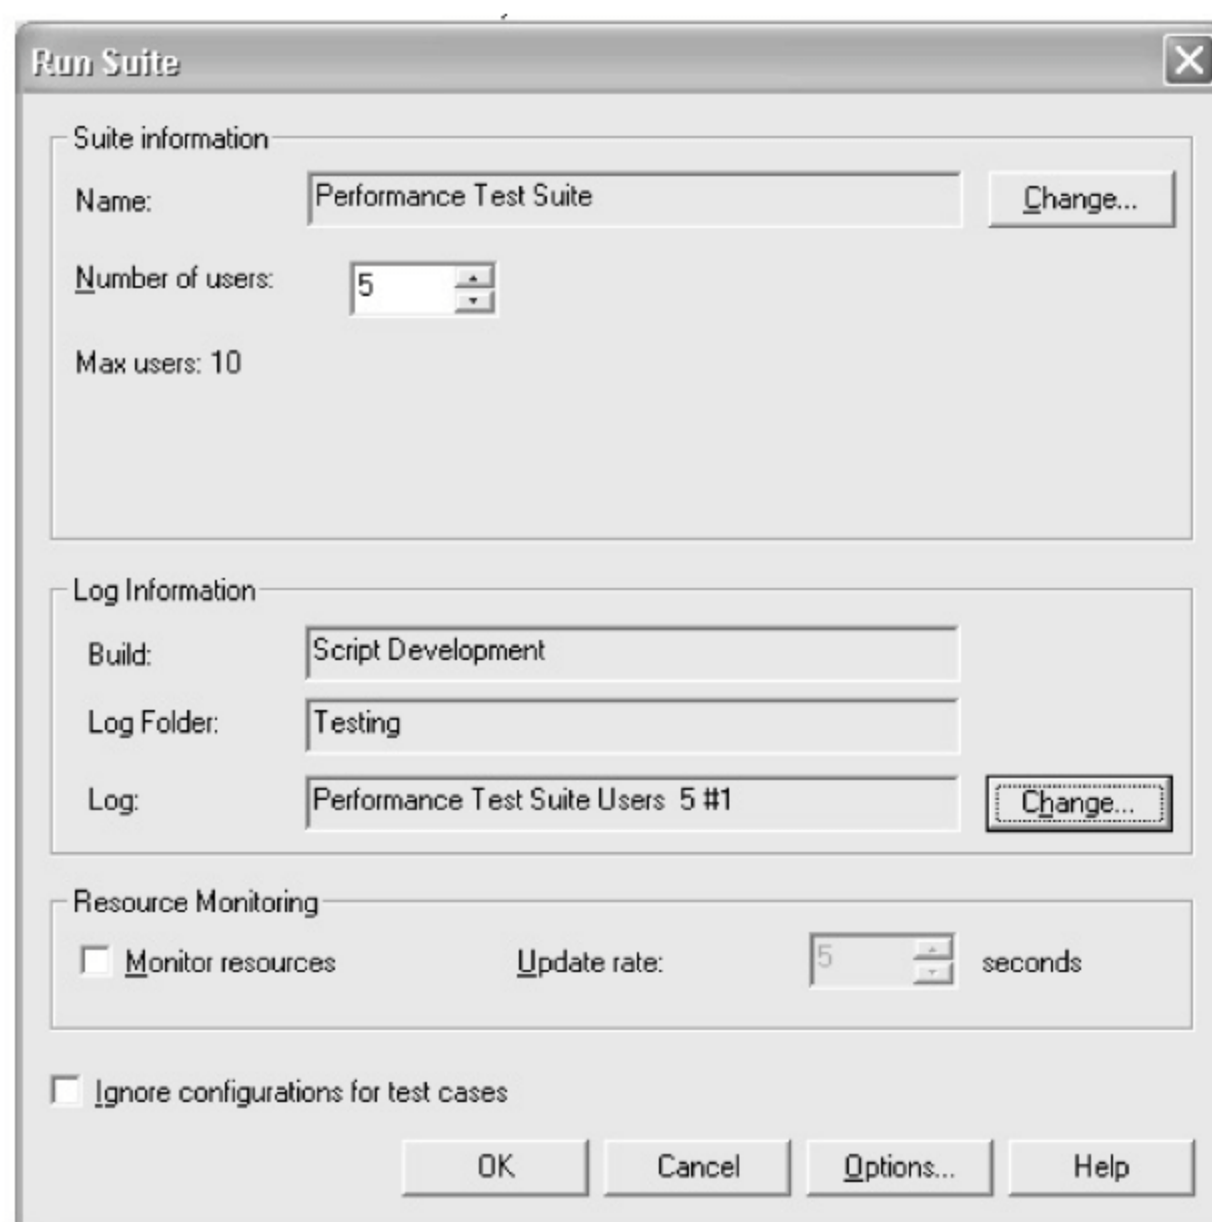 Run Suite
Suite information
Name: Performance Test Suite Change...
Number of users: 5
Max users: 10
Log Information
Build: Script Development
Log Folder: Testing
Log: Performance Test Suite Users 5 #1 Change...
Resource Monitoring
Monitor resources Update rate: 5 seconds
Ignore configurations for test cases
OK Cancel Options... Help